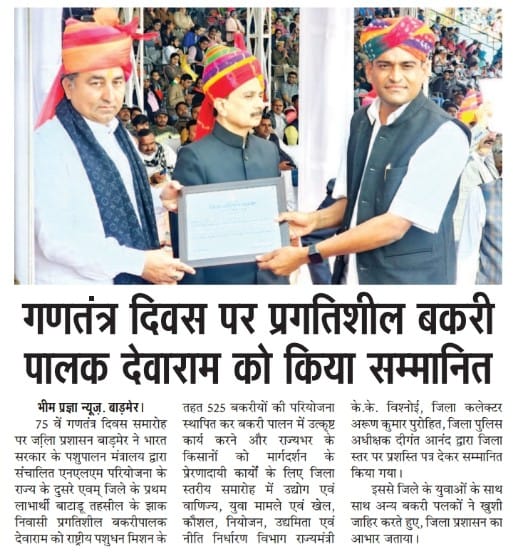 गणतंत्र दिवस पर प्रगतिशील बकरी
पालक देवाराम को किया सम्मानित
भीम प्रज्ञा न्यूज़. बाड़मेर।
75 वें गणतंत्र दिवस समारोह
पर जिला प्रशासन बाड़मेर ने भारत
सरकार के पशुपालन मंत्रालय द्वारा
संचालित एनएलएम परियोजना के
राज्य के दुसरे एवम् जिले के प्रथम
लाभार्थी बाटाडू तहसील के झाक
निवासी प्रगतिशील बकरीपालक
देवाराम को राष्ट्रीय पशुधन मिशन के
तहत 525 बकरीयों की परियोजना
स्थापित कर बकरी पालन में उत्कृष्ट
कार्य करने और राज्यभर के
किसानों को मार्गदर्शन के
प्रेरणादायी कार्यो के लिए जिला
स्तरीय समारोह में उद्योग एवं
वाणिज्य, युवा मामले एवं खेल,
कौशल, नियोजन, उद्यमिता एवं
नीति निर्धारण विभाग राज्यमंत्री
के.के. विश्नोई, जिला कलेक्टर
अरूण कुमार पुरोहित, जिला पुलिस
अधीक्षक दीगंत आनंद द्वारा जिला
स्तर पर प्रशस्ति पत्र देकर सम्मानित
किया गया।
इससे जिले के युवाओं के साथ
साथ अन्य बकरी पलकों ने खुशी
जाहिर करते हुए, जिला प्रशासन का
आभार जताया।